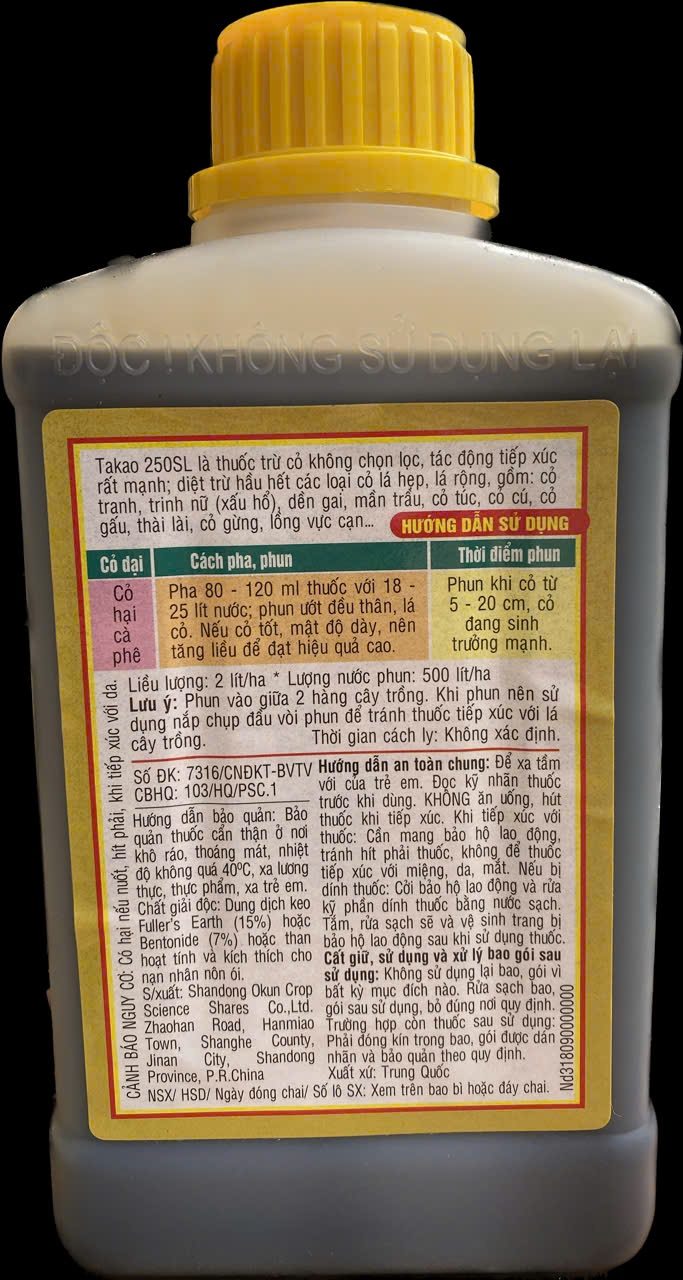 ĐỘC ! KHÔNG SỬ DỤNG LẠI
Takao 250SL là thuốc trừ cỏ không chọn lọc, tác động tiếp xúc
rất mạnh; diệt trừ hầu hết các loại cỏ lá hẹp, lá rộng, gồm: cỏ
tranh, trinh nữ (xấu hổ), dền gai, mần trầu, cỏ túc, cỏ cú, cỏ
gấu, thài lài, cỏ gừng, lồng vực cạn...
HƯỚNG DẪN SỬ DỤNG
Cỏ dại
Cách pha, phun
Thời điểm phun
Cỏ
hại
cà
phê
Pha 80 - 120 ml thuốc với 18 -
25 lít nước; phun ướt đều thân, lá
cỏ. Nếu cỏ tốt, mật độ dày, nên
tăng liều để đạt hiệu quả cao.
Phun khi cỏ từ
5 - 20 cm, cỏ
đang sinh
trưởng mạnh.
Liều lượng: 2 lít/ha * Lượng nước phun: 500 lít/ha
Lưu ý: Phun vào giữa 2 hàng cây trồng. Khi phun nên sử
dụng nắp chụp đầu vòi phun để tránh thuốc tiếp xúc với lá
cây trồng. Thời gian cách ly: Không xác định.
Số ĐK: 7316/CNĐKT-BVTV
CBHQ: 103/HQ/PSC.1
Hướng dẫn bảo quản: Bảo
quản thuốc cẩn thận ở nơi
khô ráo, thoáng mát, nhiệt
độ không quá 40ºC, xa lương
thực, thực phẩm, xa trẻ em.
Chất giải độc: Dung dịch keo
Fuller's Earth (15%) hoặc
Bentonide (7%) hoặc than
hoạt tính và kích thích cho
nạn nhân nôn ói.
S/xuất: Shandong Okun Crop
Science Shares Co.,Ltd.
Zhaohan Road, Hanmiao
Town, Shanghe County,
Jinan City, Shandong
Province, P.R.China
Hướng dẫn an toàn chung: Để xa tầm
với của trẻ em. Đọc kỹ nhãn thuốc
trước khi dùng. KHÔNG ăn uống, hút
thuốc khi tiếp xúc. Khi tiếp xúc với
thuốc: Cần mang bảo hộ lao động,
tránh hít phải thuốc, không để thuốc
tiếp xúc với miệng, da, mắt. Nếu bị
dính thuốc: Cởi bảo hộ lao động và rửa
kỹ phần dính thuốc bằng nước sạch.
Tắm, rửa sạch sẽ và vệ sinh trang bị
bảo hộ lao động sau khi sử dụng thuốc.
Cất giữ, sử dụng và xử lý bao gói sau
sử dụng: Không sử dụng lại bao, gói vì
bất kỳ mục đích nào. Rửa sạch bao,
gói sau sử dụng, bỏ đúng nơi quy định.
Trường hợp còn thuốc sau sử dụng:
Phải đóng kín trong bao, gói được dán
nhãn và bảo quản theo quy định.
Xuất xứ: Trung Quốc
NSX/ HSD/ Ngày đóng chai/ Số lô SX: Xem trên bao bì hoặc đáy chai.
CẢNH BÁO NGUY CƠ: Có hại nếu nuốt, hít phải, khi tiếp xúc với da.
Nd318090000000